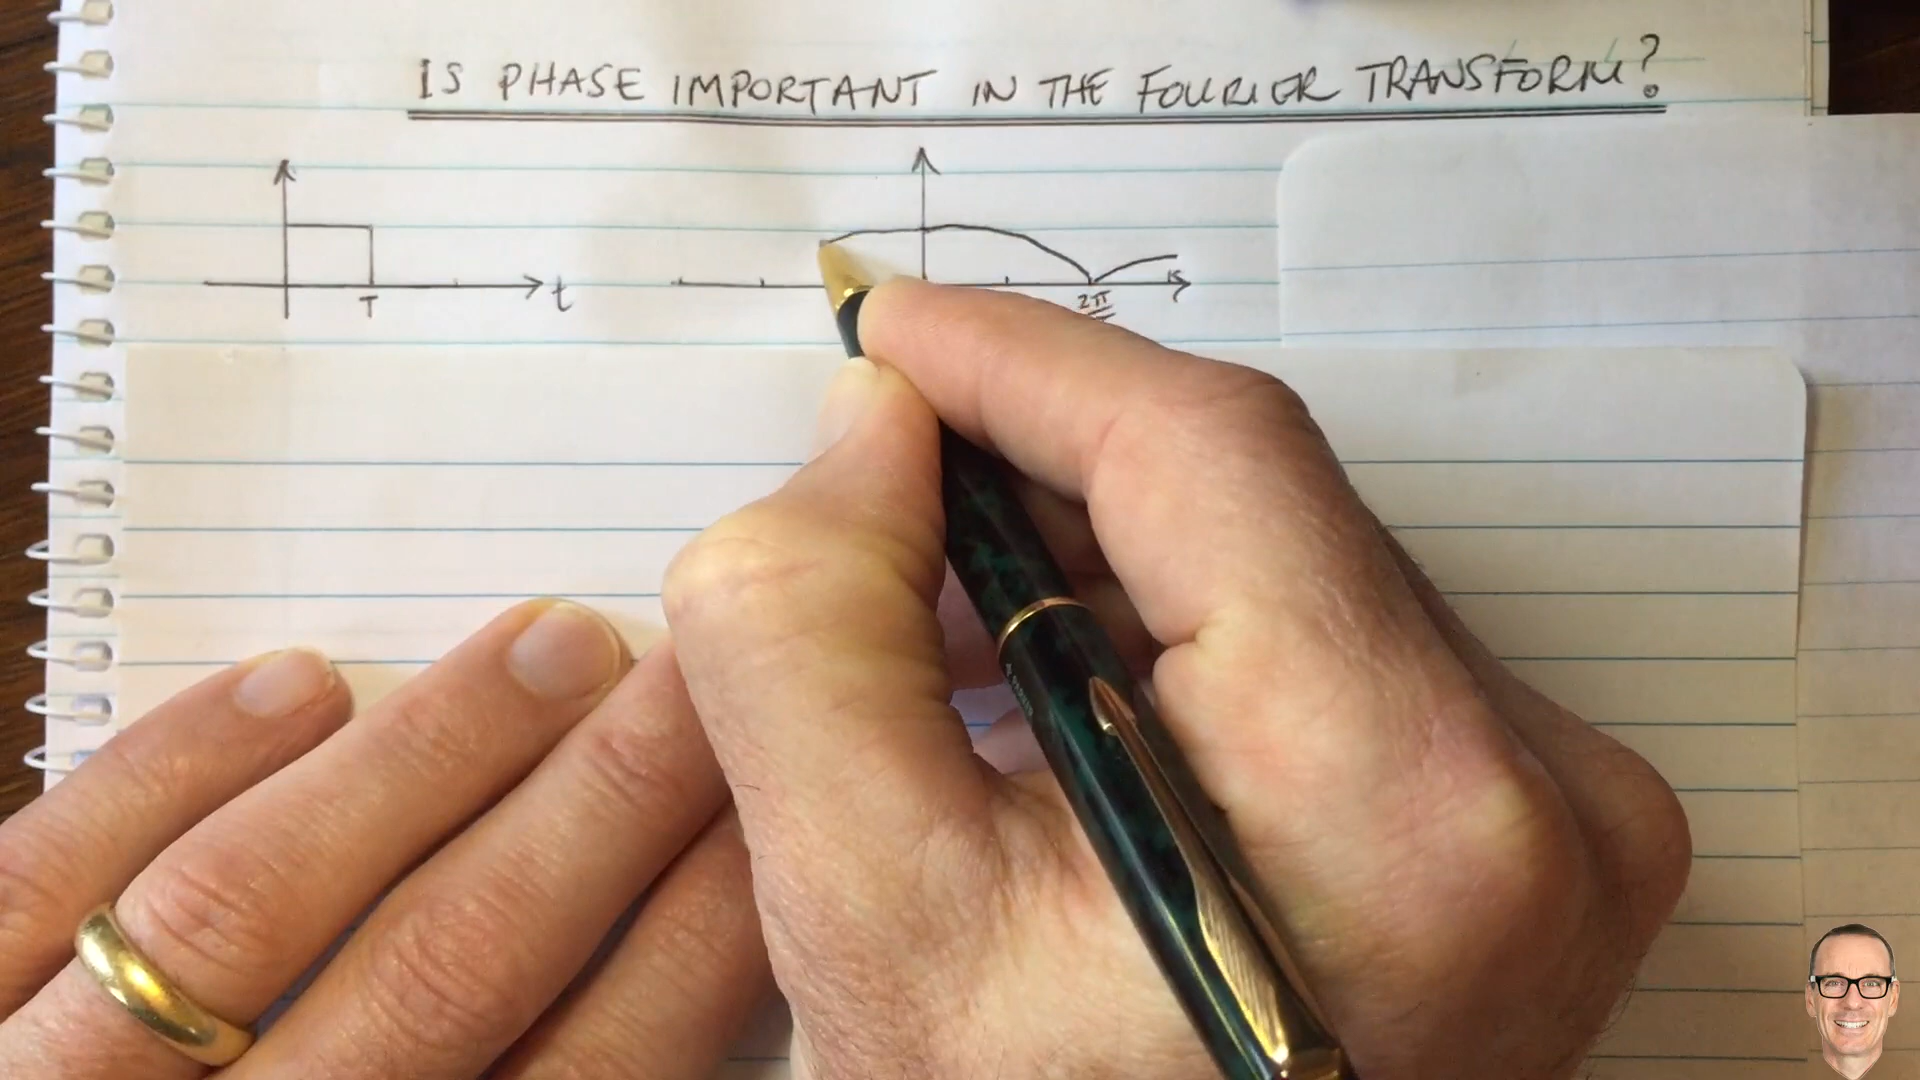 IS PHASE IMPORTANT IN THE FOURIER TRANSFORM?
T
t
2π